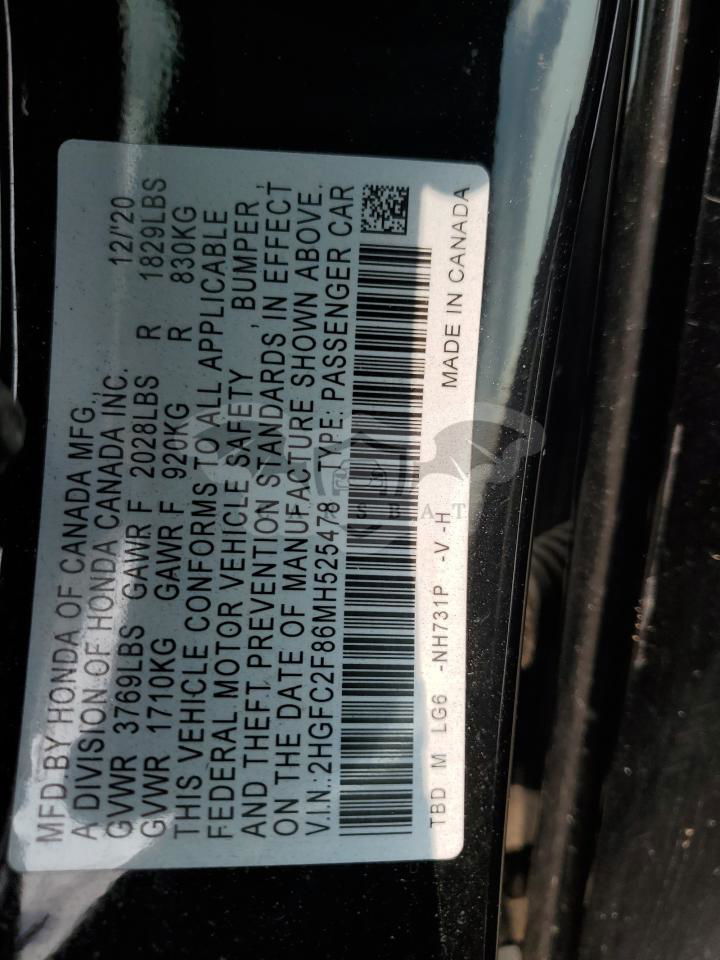 MFD.BY HONDA OF CANADA MFG.,
A DIVISION OF HONDA CANADA INC. 12/'20
GVWR 3769LBS GAWR F 2028LBS R 1829LBS
GVWR 1710KG GAWR F 920KG R 830KG
THIS VEHICLE CONFORMS TO ALL APPLICABLE
FEDERAL MOTOR VEHICLE SAFETY , BUMPER ,
AND THEFT PREVENTION STANDARDS IN EFFECT
ON THE DATE OF MANUFACTURE SHOWN ABOVE.
V.I.N.:2HGFC2F86MH525478 TYPE: PASSENGER CAR
TBD M LG6 -NH731P -V.-H
MADE IN CANADA